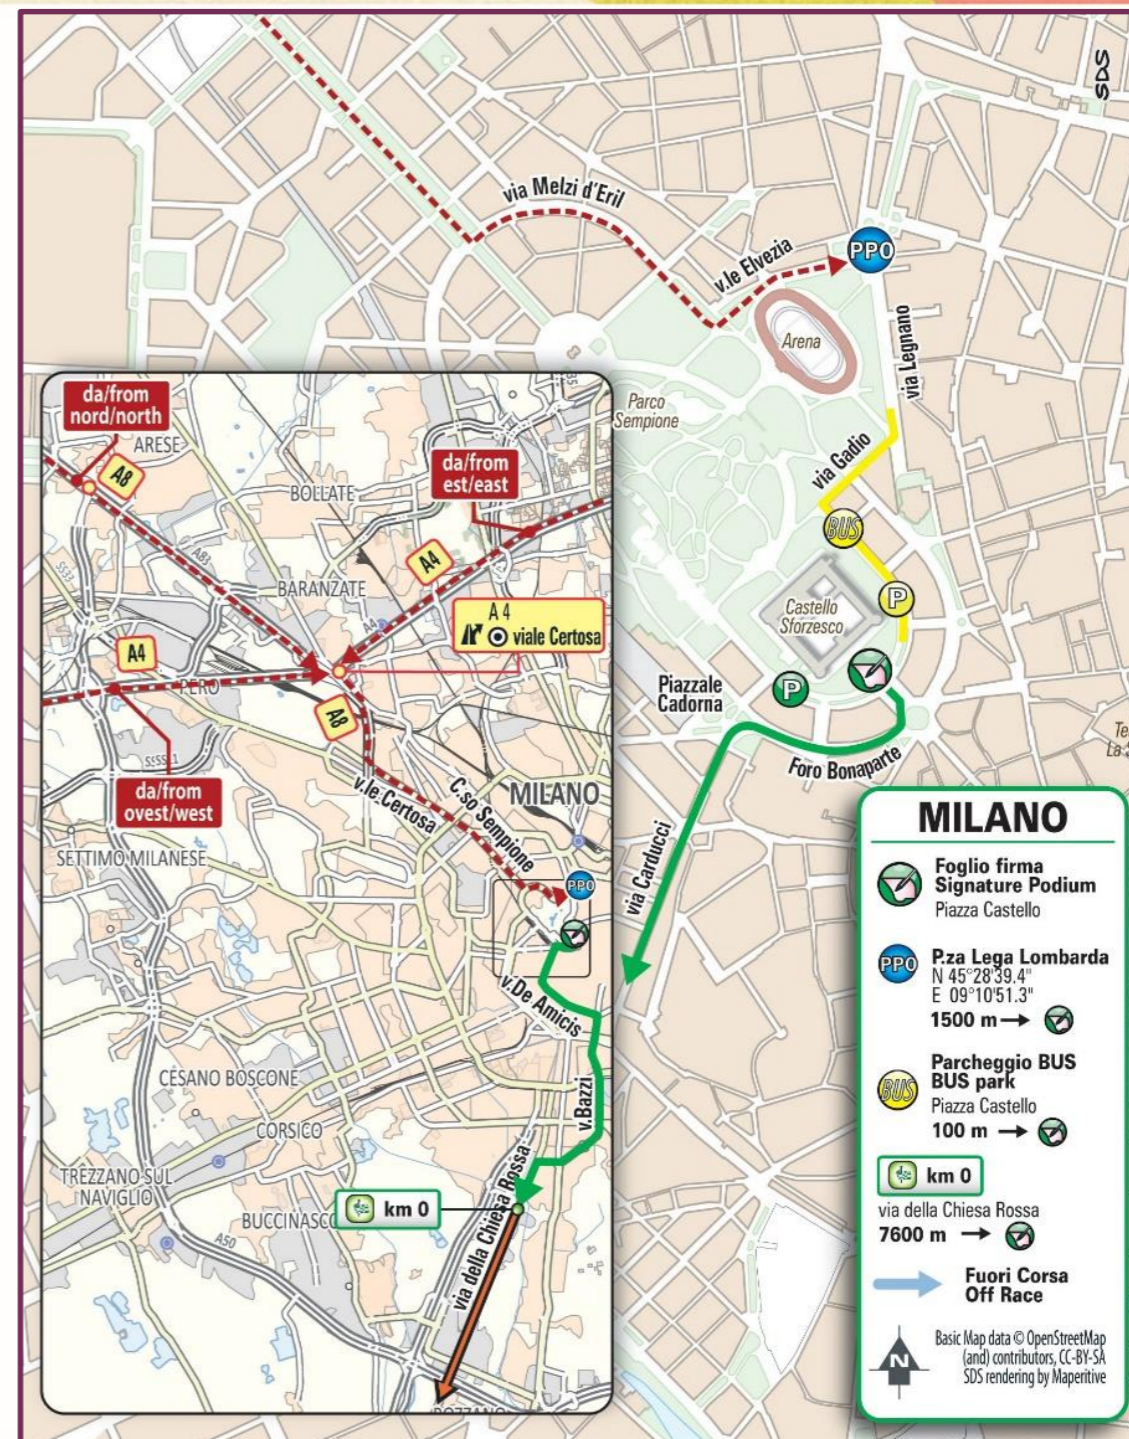 SDS
via Melzi d'Eril
v.le Elvezia
PPO
Arena
via Legnano
Parco
Sempione
via Gadio
BUS
P
Castello
Sforzesco
P
Piazzale
Cadorna
Foro Bonaparte
via Carducci
da/from
nord/north
ARESE
A8
BOLLATE
da/from
est/east
A4
A4
BARANZATE
A 4
viale Certosa
A4
PERO
A8
da/from
ovest/west
v.le Certosa
C.so Sempione
MILANO
SETTIMO MILANESE
PPO
v.De Amicis
CESANO BOSCONE
v.Bazzi
CORSICO
TREZZANO SUL
NAVIGLIO
BUCCINASCO
km 0
A50
via della Chiesa Rossa
MILANO
Foglio firma
Signature Podium
Piazza Castello
PPO
P.za Lega Lombarda
N 45°28'39.4"
E 09°10'51.3"
1500 m
BUS
Parcheggio BUS
BUS park
Piazza Castello
100 m
km 0
via della Chiesa Rossa
7600 m
Fuori Corsa
Off Race
N
Basic Map data © OpenStreetMap
(and) contributors, CC-BY-SA
SDS rendering by Maperitive